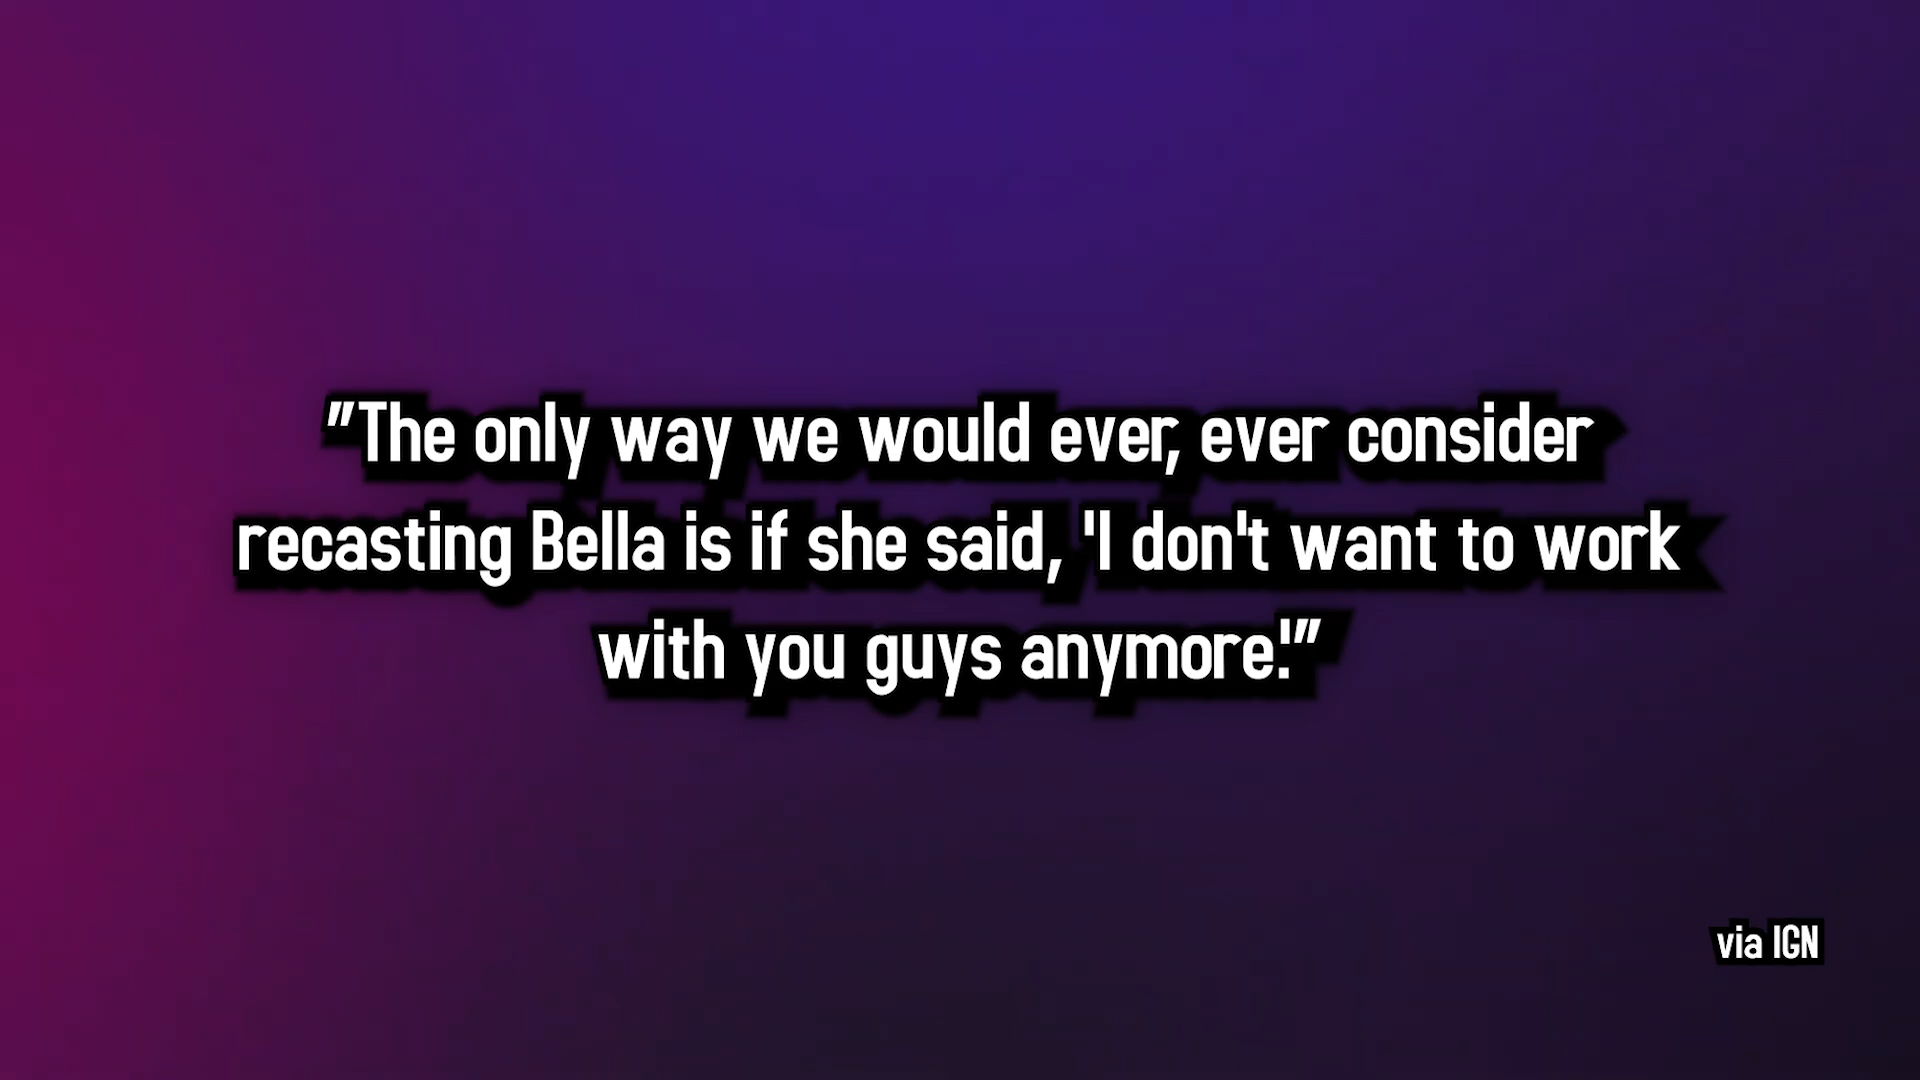 "The only way we would ever, ever consider
recasting Bella is if she said, 'I don't want to work
with you guys anymore.'"
via IGN